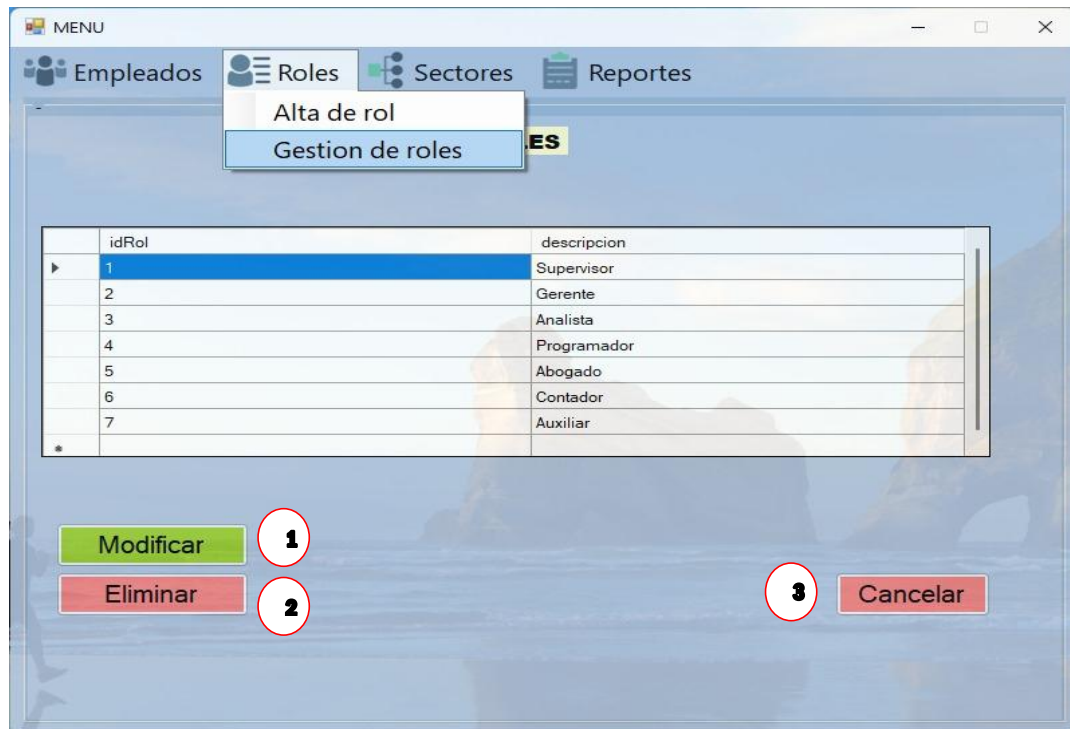 MENU
Empleados Roles Sectores Reportes
Alta de rol
Gestion de roles
ES
idRol descripcion
1 Supervisor
2 Gerente
3 Analista
4 Programador
5 Abogado
6 Contador
7 Auxiliar
*
Modificar 1
Eliminar 2
3 Cancelar